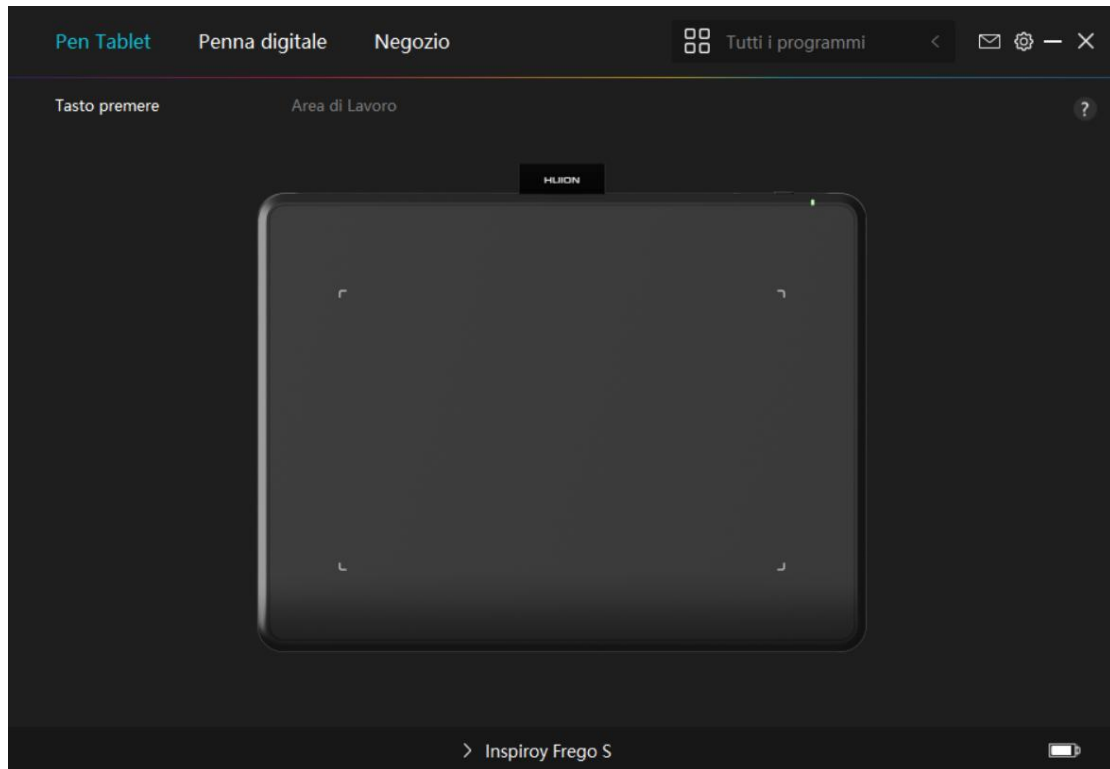 Pen Tablet Penna digitale Negozio Tutti i programmi
Tasto premere Area di Lavoro ?
HUION
Inspiroy Frego S